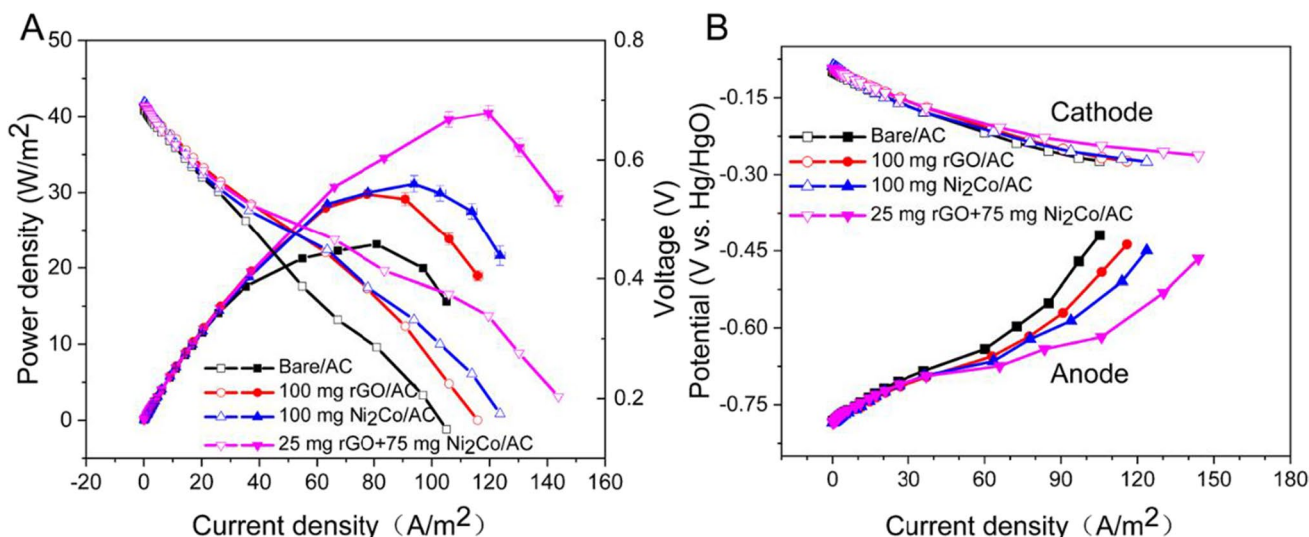 A
50
40
30
20
10
0
Power density (W/m²)
0.8
0.6
0.4
0.2
Voltage (V)
Bare/AC
100 mg rGO/AC
100 mg Ni₂Co/AC
25 mg rGO+75 mg Ni₂Co/AC
-20 0 20 40 60 80 100 120 140 160
Current density（A/m²）
B
-0.15
-0.30
-0.45
-0.60
-0.75
Potential (V vs. Hg/HgO)
Cathode
Bare/AC
100 mg rGO/AC
100 mg Ni₂Co/AC
25 mg rGO+75 mg Ni₂Co/AC
Anode
0 30 60 90 120 150 180
Current density（A/m²）